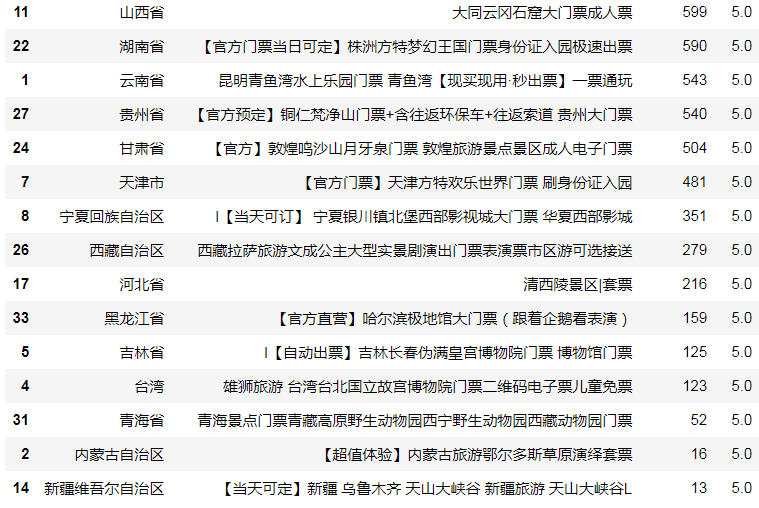 11 山西省 大同云冈石窟大门票成人票 599 5.0
22 湖南省 【官方门票当日可定】株洲方特梦幻王国门票身份证入园极速出票 590 5.0
1 云南省 昆明青鱼湾水上乐园门票 青鱼湾【现买现用·秒出票】一票通玩 543 5.0
27 贵州省 【官方预定】铜仁梵净山门票+含往返环保车+往返索道 贵州大门票 540 5.0
24 甘肃省 【官方】敦煌鸣沙山月牙泉门票 敦煌旅游景点景区成人电子门票 504 5.0
7 天津市 【官方门票】天津方特欢乐世界门票 刷身份证入园 481 5.0
8 宁夏回族自治区 l【当天可订】 宁夏银川镇北堡西部影视城大门票 华夏西部影城 351 5.0
26 西藏自治区 西藏拉萨旅游文成公主大型实景剧演出门票表演票市区游可选接送 279 5.0
17 河北省 清西陵景区|套票 216 5.0
33 黑龙江省 【官方直营】哈尔滨极地馆大门票（跟着企鹅看表演） 159 5.0
5 吉林省 l【自动出票】吉林长春伪满皇宫博物院门票 博物馆门票 125 5.0
4 台湾 雄狮旅游 台湾台北国立故宫博物院门票二维码电子票儿童免票 123 5.0
31 青海省 青海景点门票青藏高原野生动物园西宁野生动物园西藏动物园门票 52 5.0
2 内蒙古自治区 【超值体验】内蒙古旅游鄂尔多斯草原演绎套票 16 5.0
14 新疆维吾尔自治区 【当天可定】新疆 乌鲁木齐 天山大峡谷 新疆旅游 天山大峡谷L 13 5.0